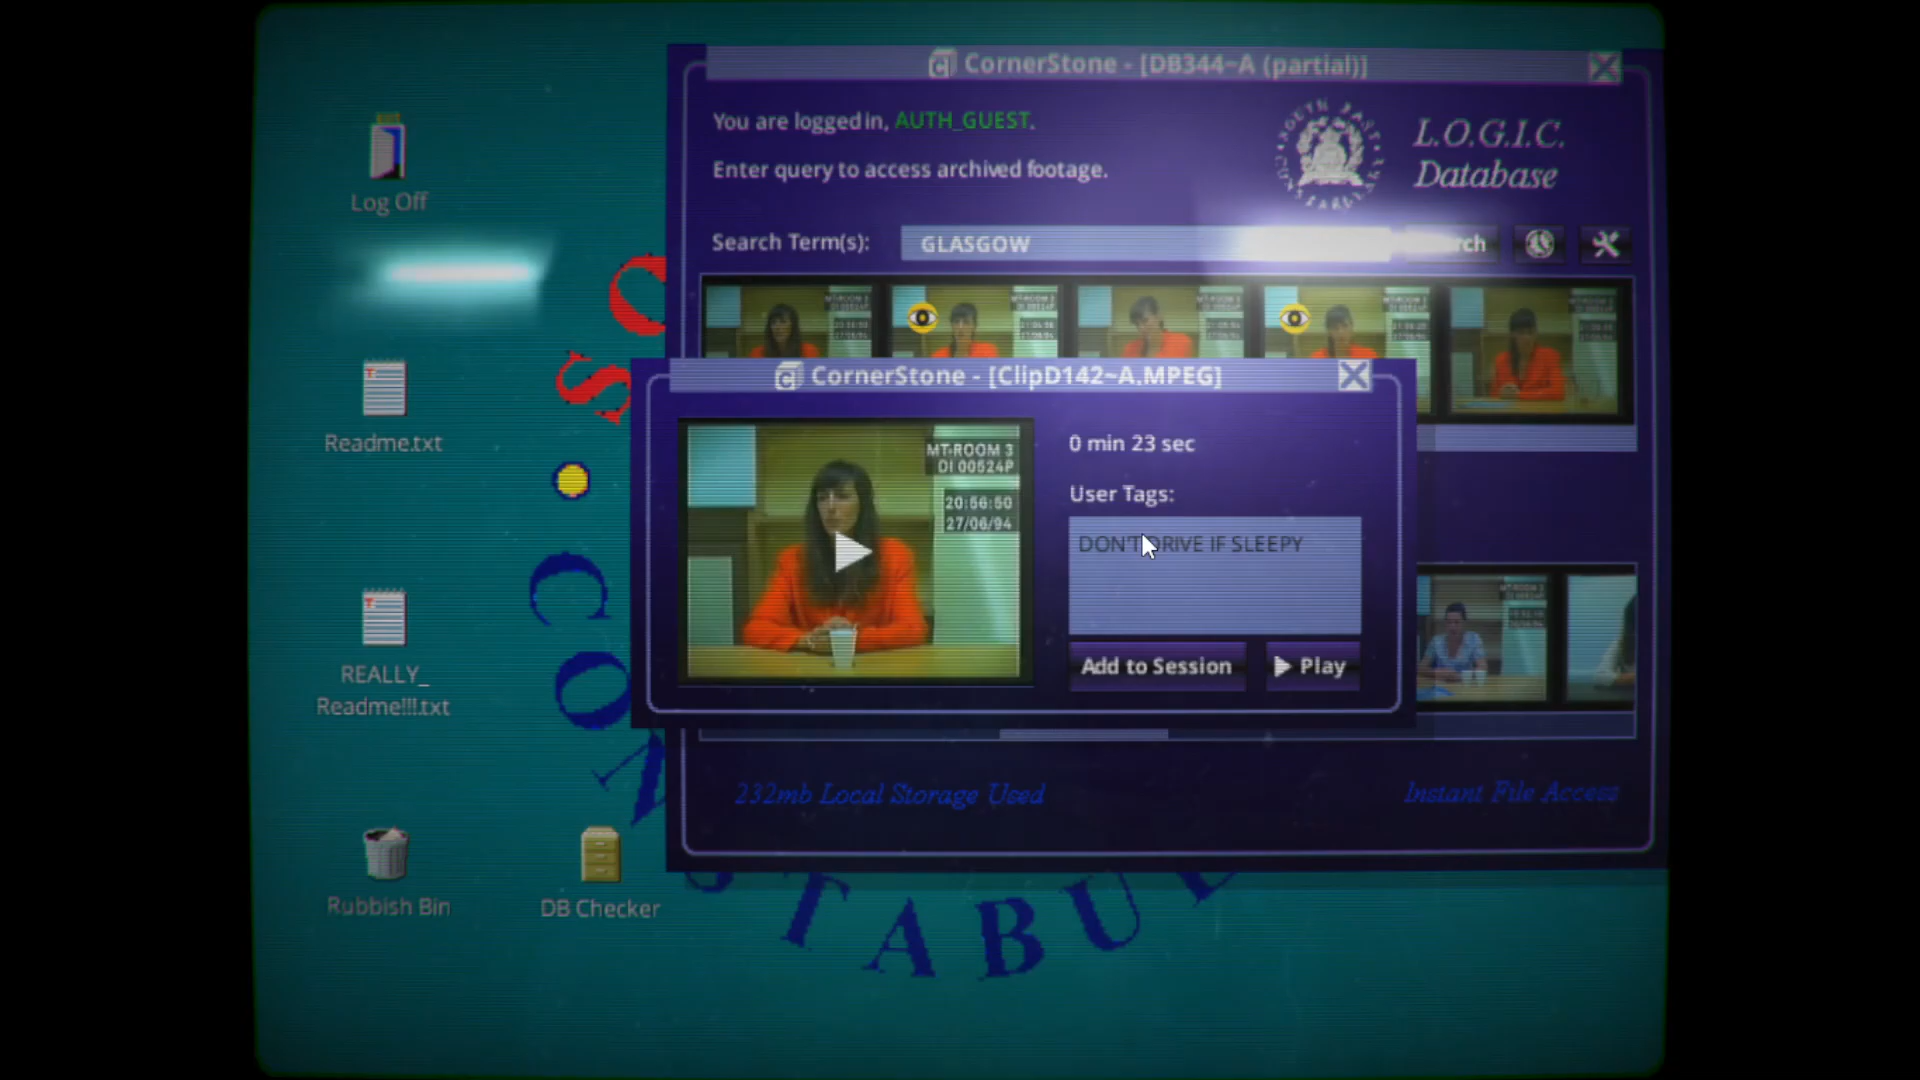 CornerStone - [DB344~A (partial)]
You are logged in, AUTH_GUEST.
Enter query to access archived footage.
L.O.G.I.C.
Database
Search Term(s):
GLASGOW
CornerStone - [ClipD142~A.MPEG]
MT-ROOM 3
DI 00524P
20:56:50
27/06/94
0 min 23 sec
User Tags:
DON'T DRIVE IF SLEEPY
Add to Session
Play
232mb Local Storage Used
Instant File Access
Log Off
Readme.txt
REALLY_
Readme!!!.txt
Rubbish Bin
DB Checker